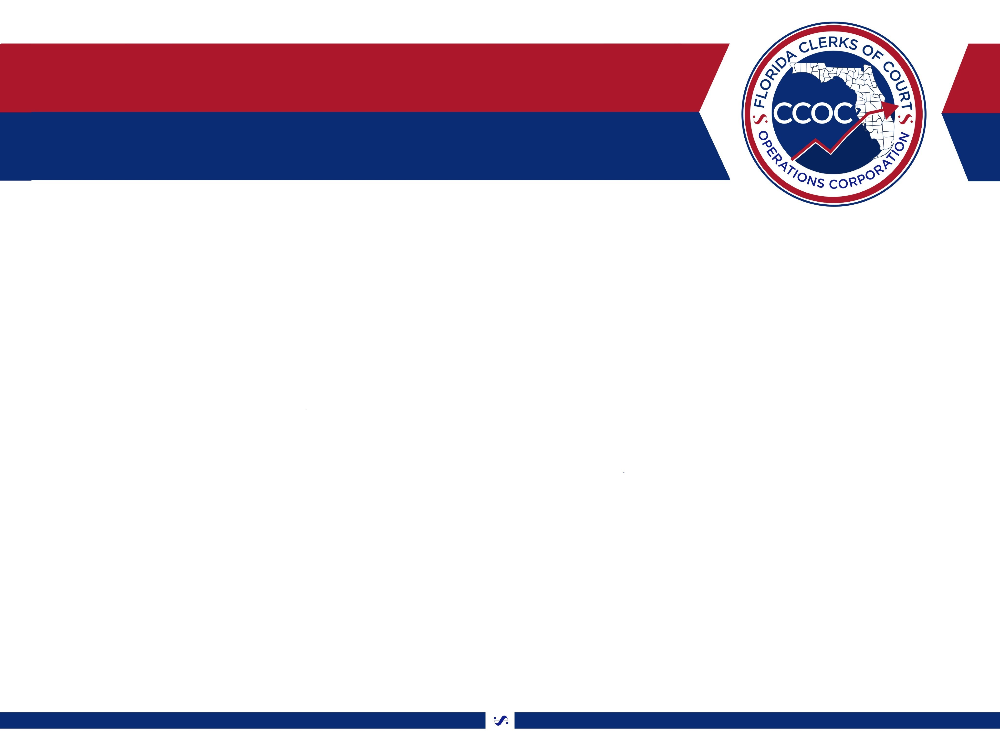 FLORIDA CLERKS OF COURT
CCOC
OPERATIONS CORPORATION